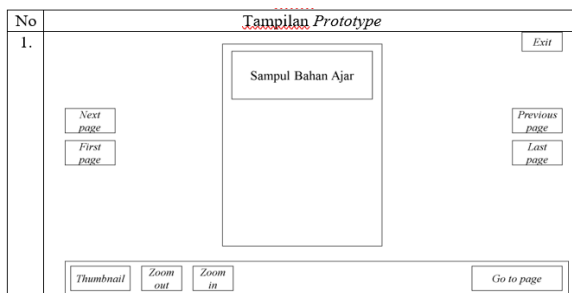 No
Tampilan Prototype
1.
Exit
Sampul Bahan Ajar
Next
page
Previous
page
First
page
Last
page
Thumbnail
Zoom
out
Zoom
in
Go to page